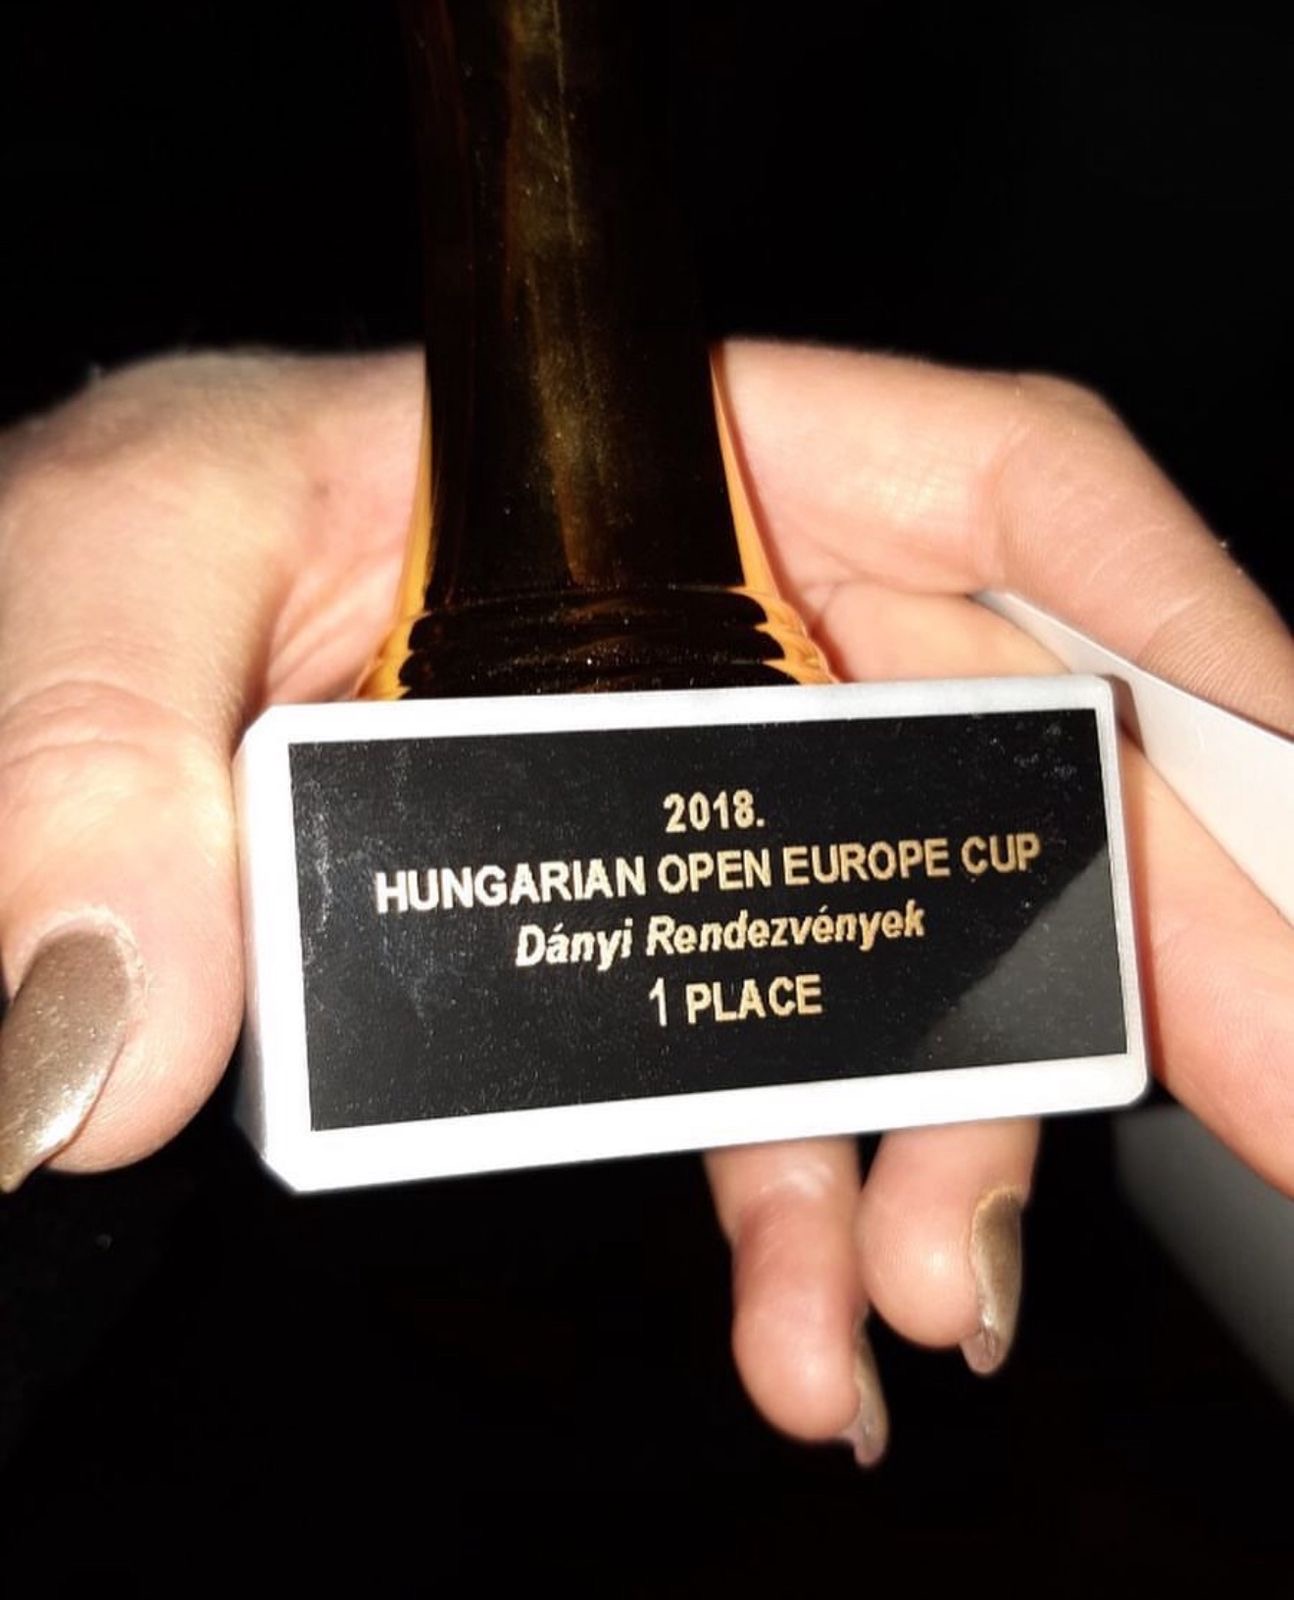 2018.
HUNGARIAN OPEN EUROPE CUP
Dányi Rendezvények
1 PLACE